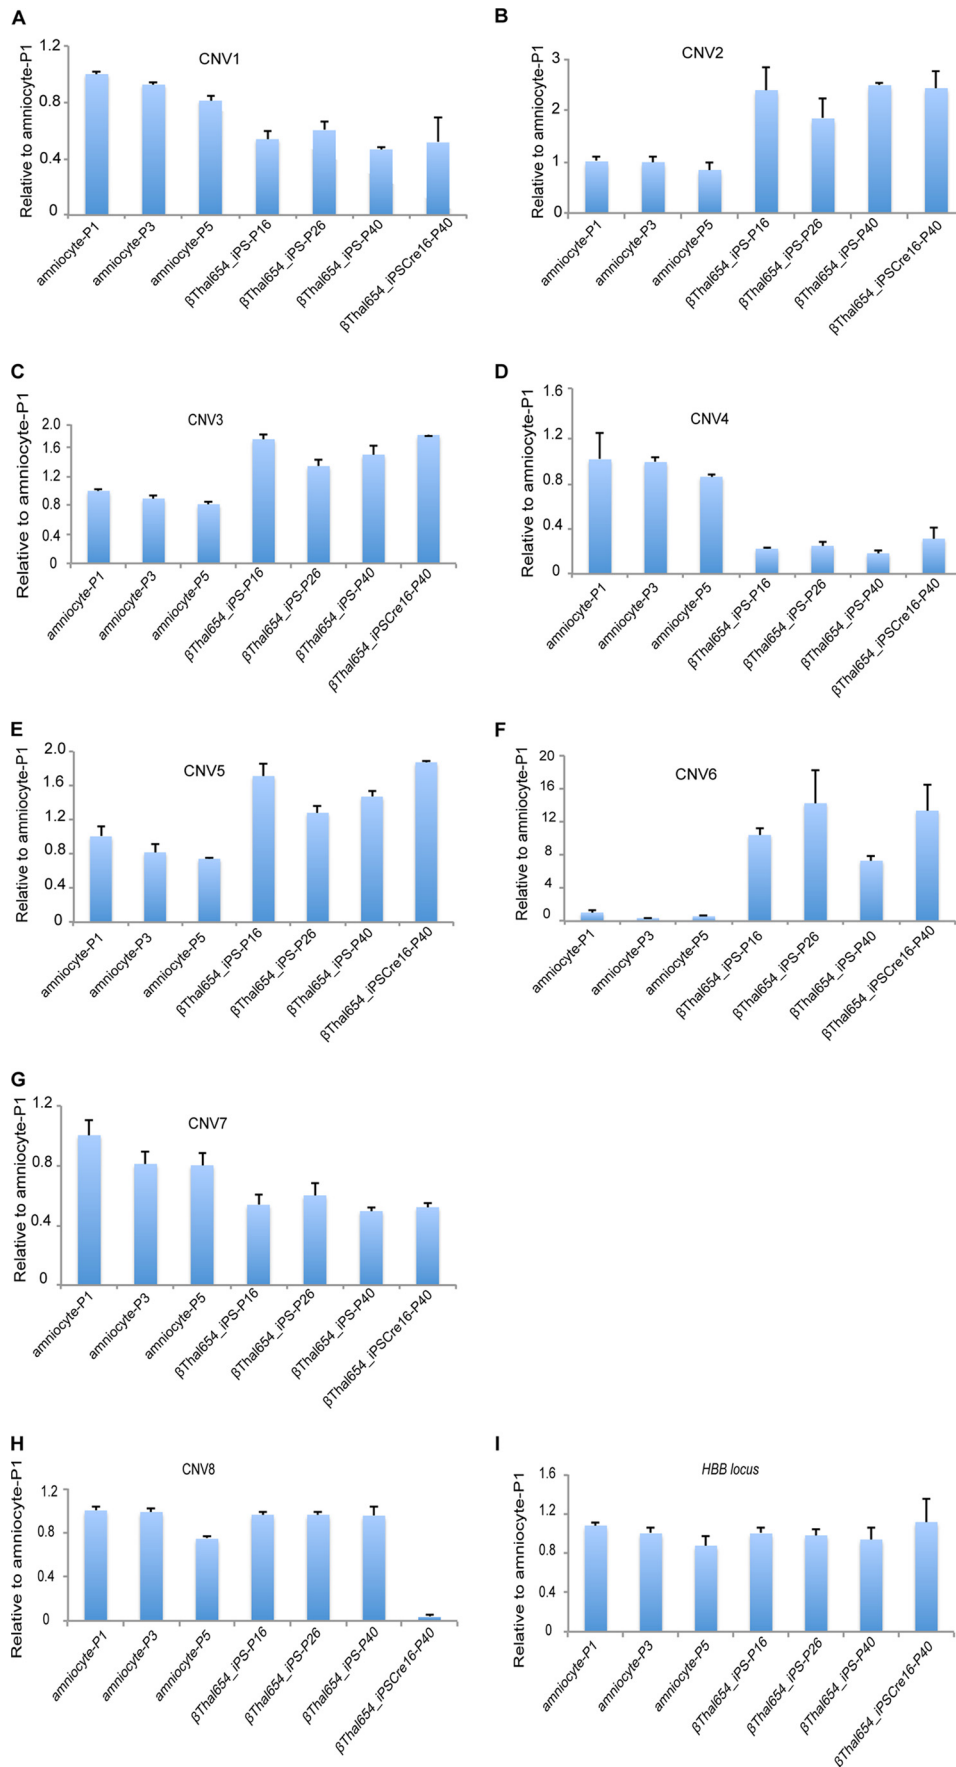 A
CNV1
Relative to amniocyte-P1
1.2
0.8
0.4
0
amniocyte-P1
amniocyte-P3
amniocyte-P5
βThal654_iPS-P16
βThal654_iPS-P26
βThal654_iPS-P40
βThal654_iPSCre16-P40
B
CNV2
Relative to amniocyte-P1
3
2
1
0
amniocyte-P1
amniocyte-P3
amniocyte-P5
βThal654_iPS-P16
βThal654_iPS-P26
βThal654_iPS-P40
βThal654_iPSCre16-P40
C
CNV3
Relative to amniocyte-P1
2.0
1.6
1.2
0.8
0.4
0
amniocyte-P1
amniocyte-P3
amniocyte-P5
βThal654_iPS-P16
βThal654_iPS-P26
βThal654_iPS-P40
βThal654_iPSCre16-P40
D
CNV4
Relative to amniocyte-P1
1.6
1.2
0.8
0.4
0
amniocyte-P1
amniocyte-P3
amniocyte-P5
βThal654_iPS-P16
βThal654_iPS-P26
βThal654_iPS-P40
βThal654_iPSCre16-P40
E
CNV5
Relative to amniocyte-P1
2.0
1.6
1.2
0.8
0.4
0
amniocyte-P1
amniocyte-P3
amniocyte-P5
βThal654_iPS-P16
βThal654_iPS-P26
βThal654_iPS-P40
βThal654_iPSCre16-P40
F
CNV6
Relative to amniocyte-P1
20
16
12
8
4
0
amniocyte-P1
amniocyte-P3
amniocyte-P5
βThal654_iPS-P16
βThal654_iPS-P26
βThal654_iPS-P40
βThal654_iPSCre16-P40
G
CNV7
Relative to amniocyte-P1
1.2
0.8
0.4
0
amniocyte-P1
amniocyte-P3
amniocyte-P5
βThal654_iPS-P16
βThal654_iPS-P26
βThal654_iPS-P40
βThal654_iPSCre16-P40
H
CNV8
Relative to amniocyte-P1
1.2
0.8
0.4
0
amniocyte-P1
amniocyte-P3
amniocyte-P5
βThal654_iPS-P16
βThal654_iPS-P26
βThal654_iPS-P40
βThal654_iPSCre16-P40
I
HBB locus
Relative to amniocyte-P1
1.6
1.2
0.8
0.4
0
amniocyte-P1
amniocyte-P3
amniocyte-P5
βThal654_iPS-P16
βThal654_iPS-P26
βThal654_iPS-P40
βThal654_iPSCre16-P40